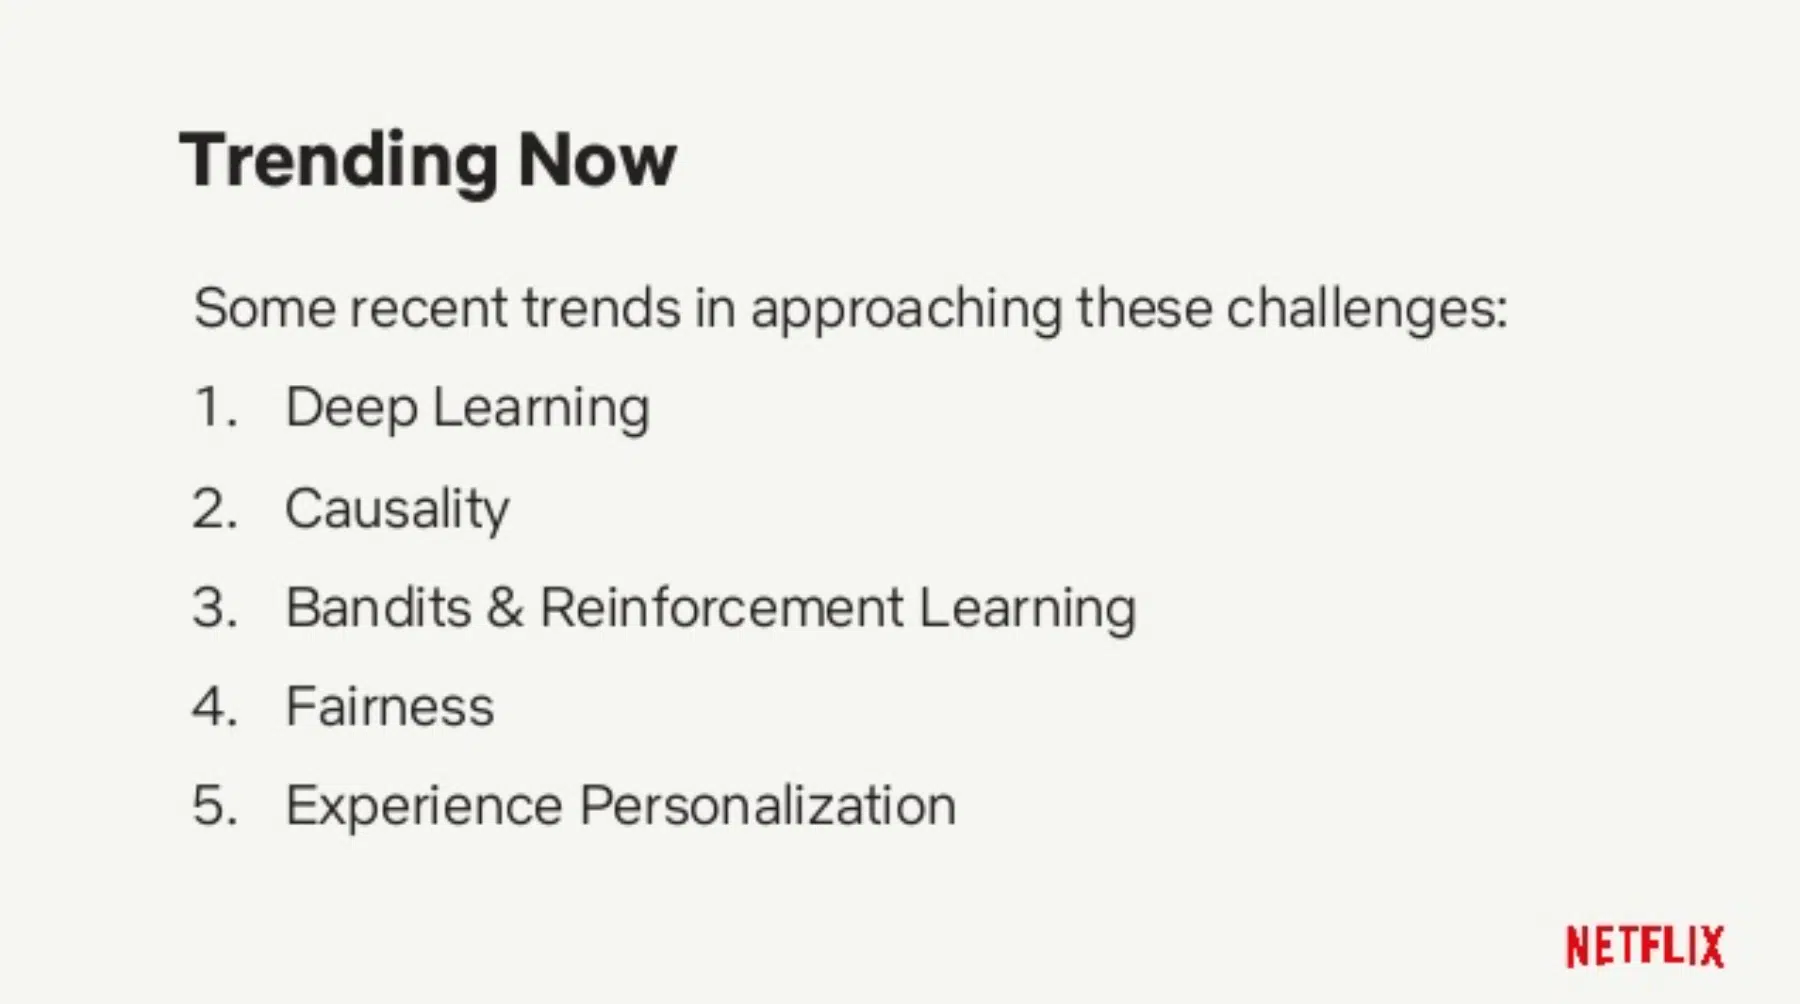 Trending Now
Some recent trends in approaching these challenges:
1. Deep Learning
2. Causality
3. Bandits & Reinforcement Learning
4. Fairness
5. Experience Personalization
NETFLIX